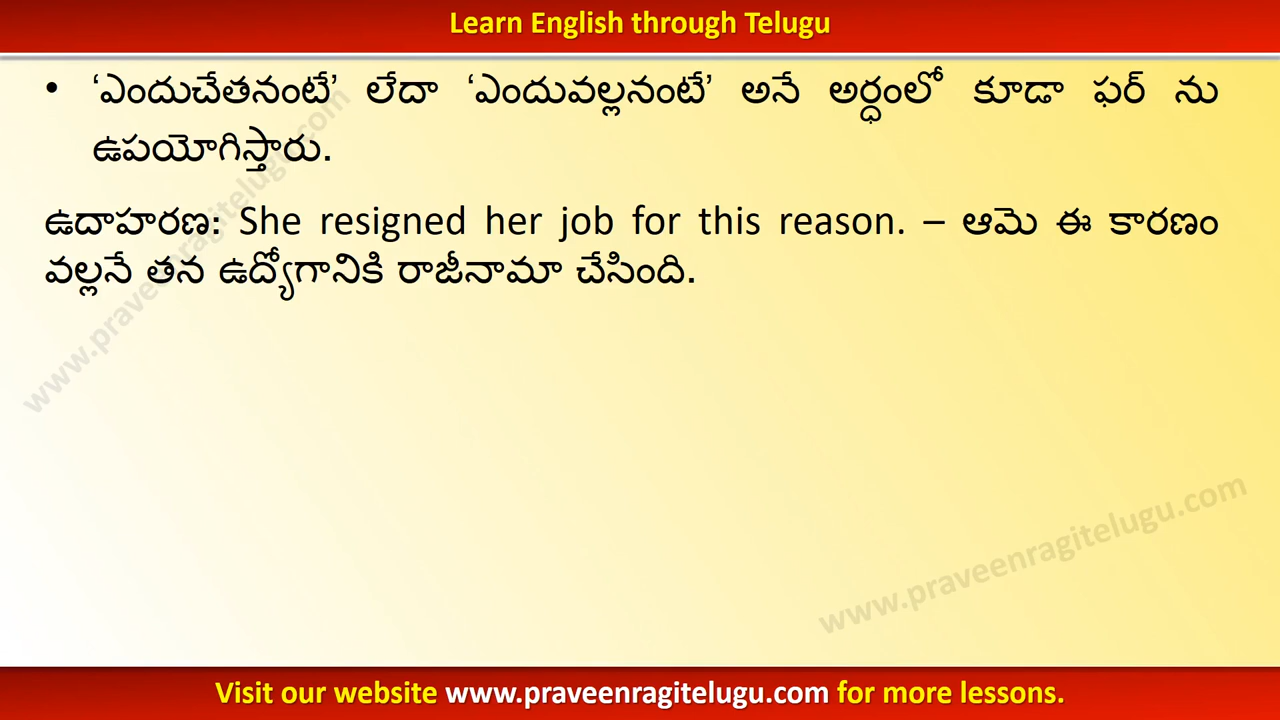 Learn English through Telugu
• ‘ఎందుచేతనంటే’ లేదా ‘ఎందువల్లనంటే’ అనే అర్ధంలో కూడా ఫర్ ను
ఉపయోగిస్తారు.
ఉదాహరణ: She resigned her job for this reason. – ఆమె ఈ కారణం
వల్లనే తన ఉద్యోగానికి రాజీనామా చేసింది.
www.praveenragitelugu.com
www.praveenragitelugu.com
Visit our website www.praveenragitelugu.com for more lessons.